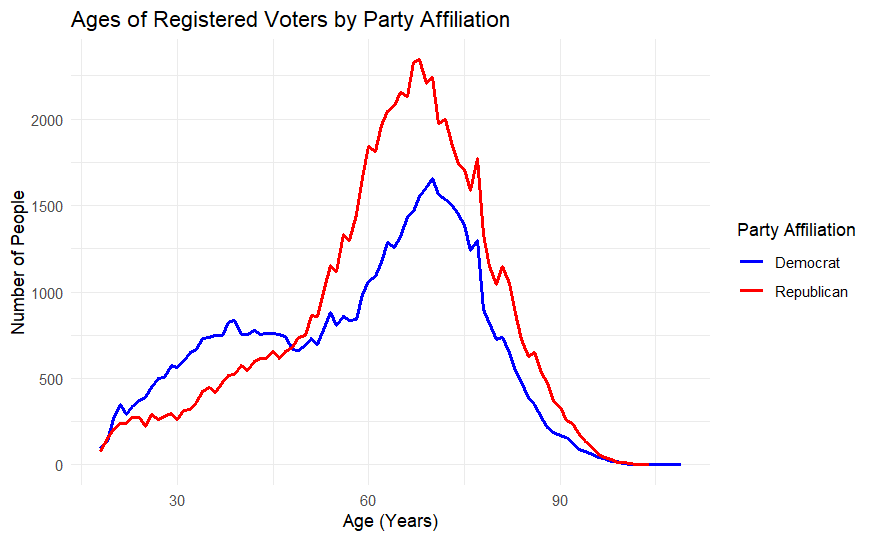 Ages of Registered Voters by Party Affiliation
Number of People
2000
1500
1000
500
0
30
60
90
Age (Years)
Party Affiliation
Democrat
Republican